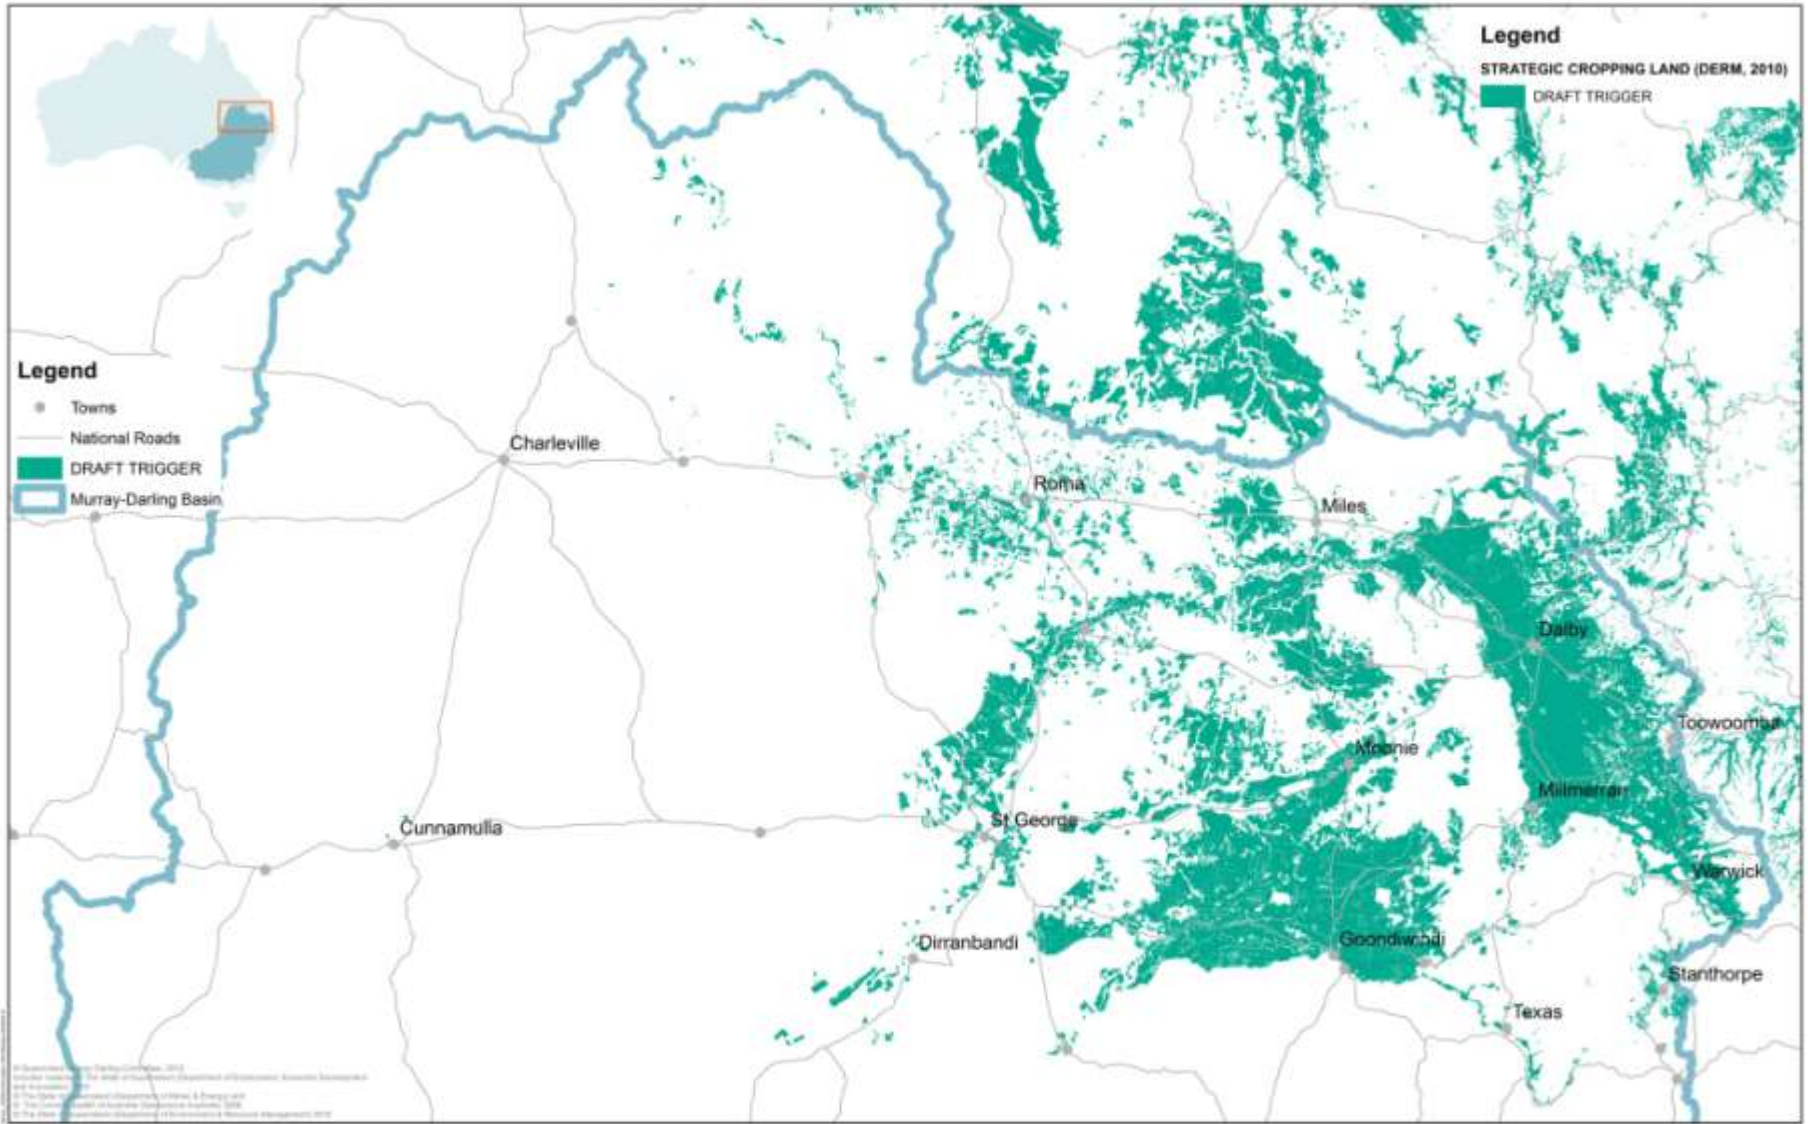 Legend
STRATEGIC CROPPING LAND (DERM, 2010)
DRAFT TRIGGER
Legend
Towns
National Roads
DRAFT TRIGGER
Murray-Darling Basin
Charleville
Roma
Miles
Dalby
Toowoomba
Moonie
Millmerran
St George
Cunnamulla
Warwick
Dirranbandi
Goondiwindi
Stanthorpe
Texas